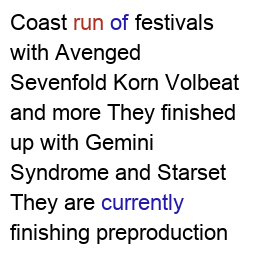 Coast run of festivals
with Avenged
Sevenfold Korn Volbeat
and more They finished
up with Gemini
Syndrome and Starset
They are currently
finishing preproduction